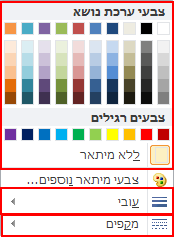 צבעי ערכת נושא
צבעים רגילים
ללא מיתאר
צבעי מיתאר נוספים...
עובי
מקפים